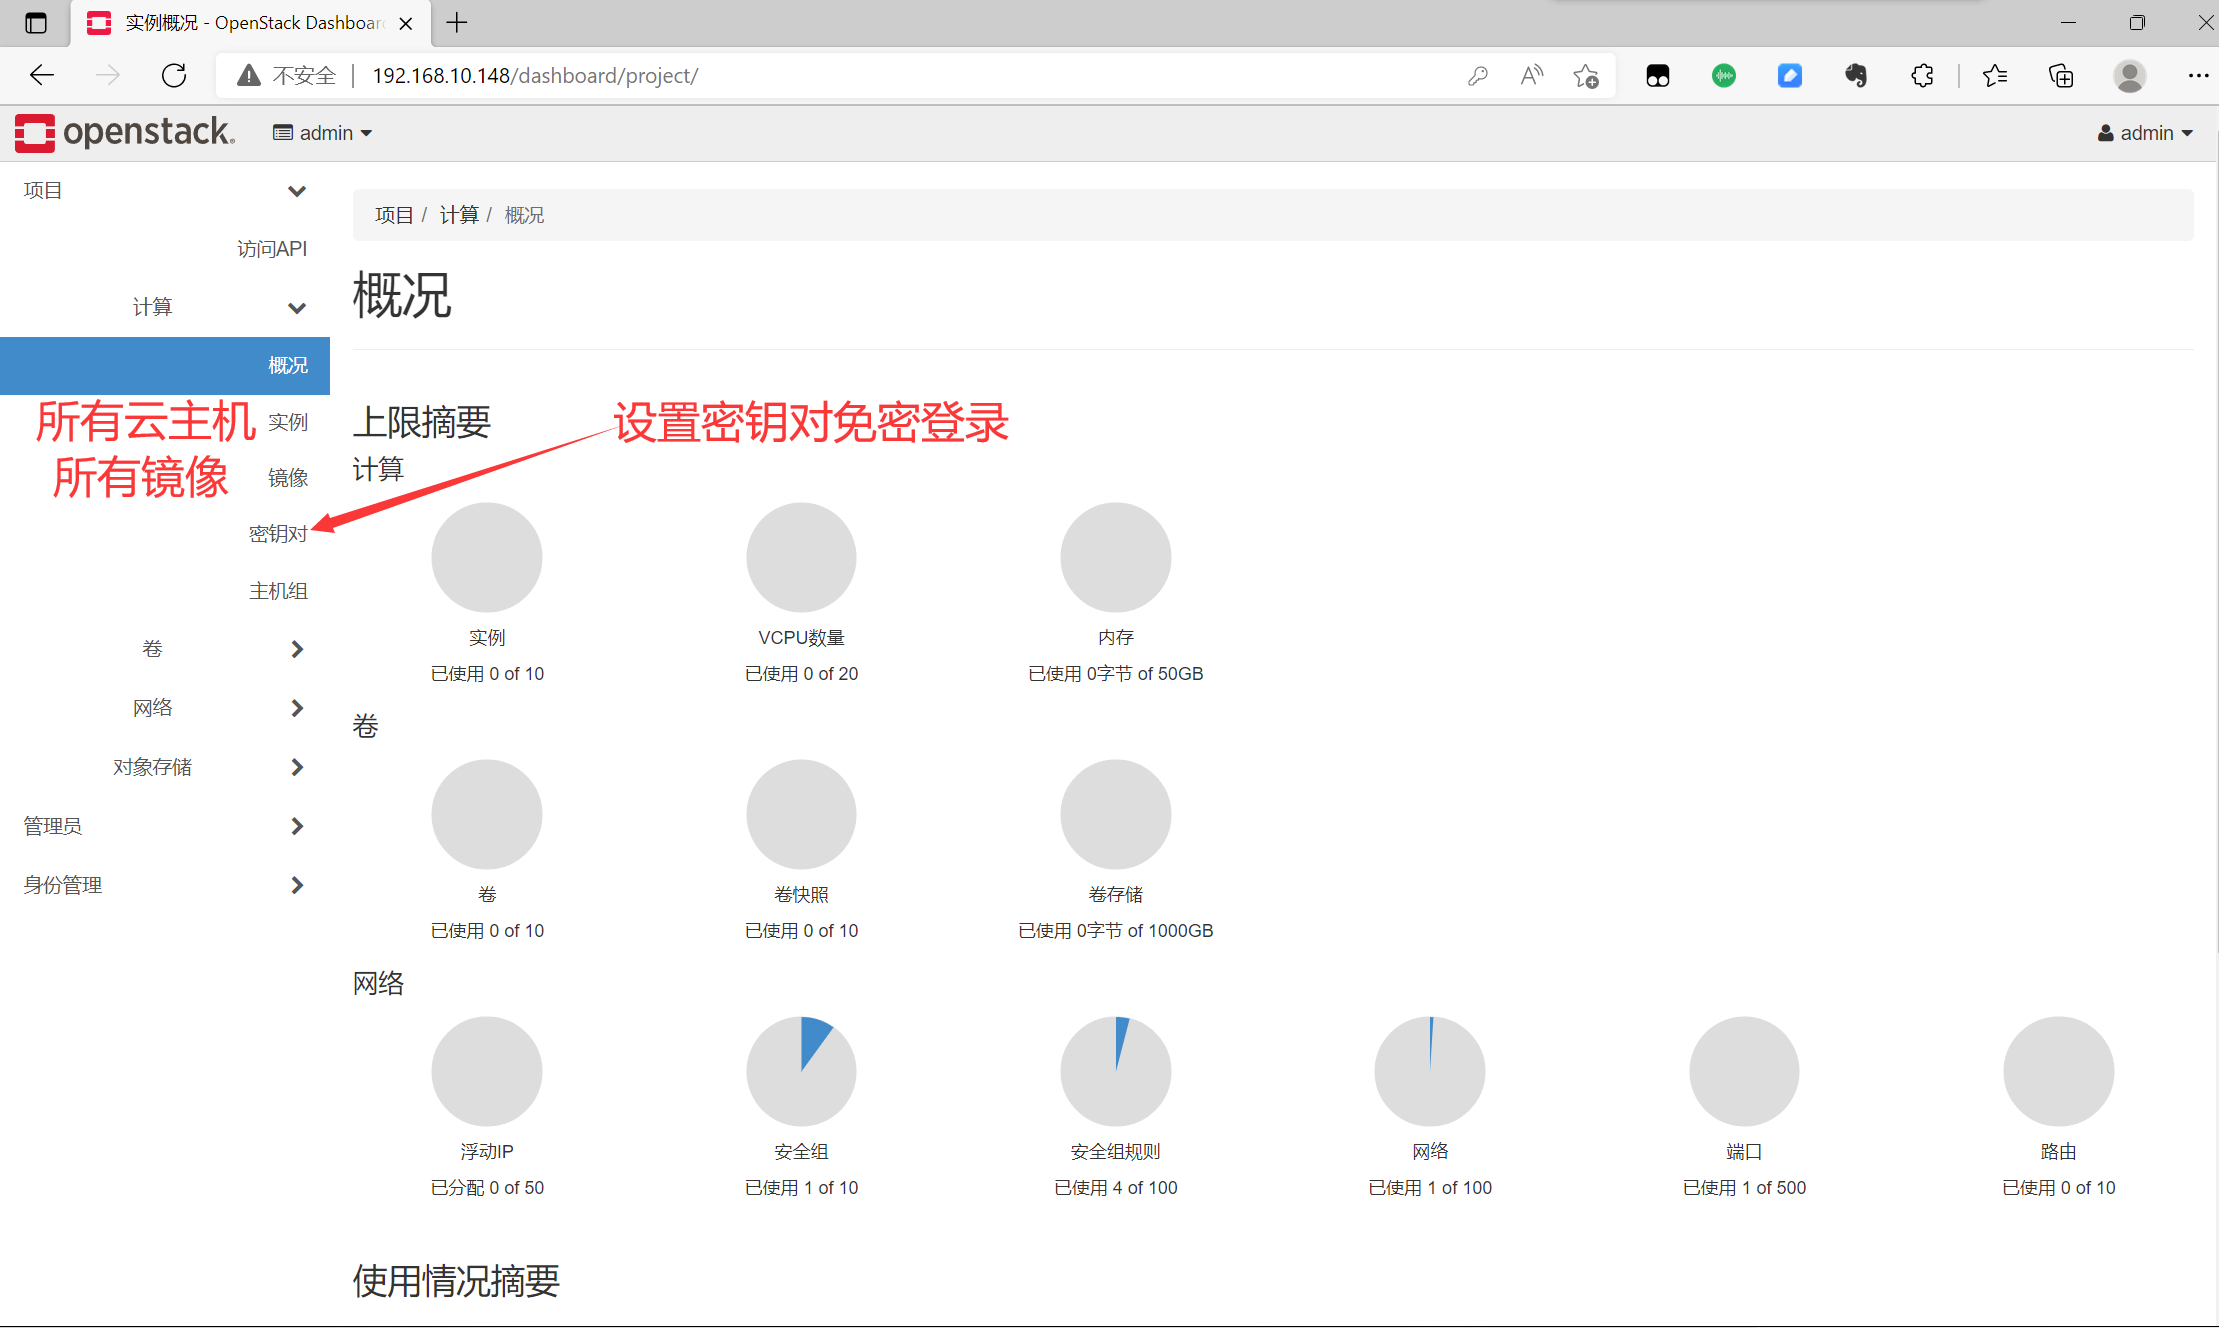 实例概况 - OpenStack Dashboar
不安全
192.168.10.148/dashboard/project/
openstack.
admin
admin
项目
访问API
计算
概况
所有云主机
实例
所有镜像
镜像
密钥对
主机组
卷
网络
对象存储
管理员
身份管理
项目 / 计算 / 概况
概况
上限摘要
设置密钥对免密登录
计算
实例
VCPU数量
内存
已使用 0 of 10
已使用 0 of 20
已使用 0字节 of 50GB
卷
卷
卷快照
卷存储
已使用 0 of 10
已使用 0 of 10
已使用 0字节 of 1000GB
网络
浮动IP
安全组
安全组规则
网络
端口
路由
已分配 0 of 50
已使用 1 of 10
已使用 4 of 100
已使用 1 of 100
已使用 1 of 500
已使用 0 of 10
使用情况摘要